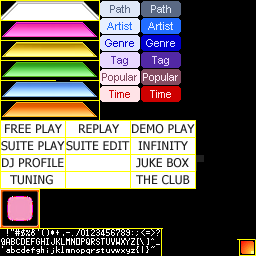 Path Path
Artist Artist
Genre Genre
Tag Tag
Popular Popular
Time Time
FREE PLAY REPLAY DEMO PLAY
SUITE PLAY SUITE EDIT INFINITY
DJ PROFILE JUKE BOX
TUNING THE CLUB
!"#$%&'()*+,-./0123456789:;<=>?
@ABCDEFGHIJKLMNOPQRSTUVWXYZ[\]^_
`abcdefghijklmnopqrstuvwxyz{|}~